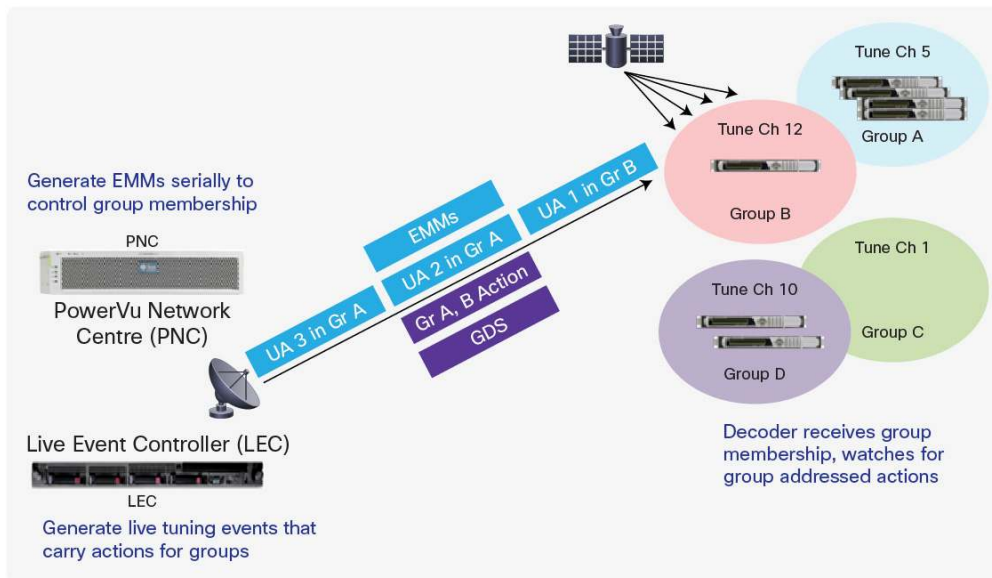 Generate EMMs serially to
control group membership
PNC
PowerVu Network
Centre (PNC)
Live Event Controller (LEC)
LEC
Generate live tuning events that
carry actions for groups
EMMs
UA 3 in Gr A
UA 2 in Gr A
UA 1 in Gr B
Gr A, B Action
GDS
Tune Ch 5
Group A
Tune Ch 12
Group B
Tune Ch 1
Group C
Tune Ch 10
Group D
Decoder receives group
membership, watches for
group addressed actions